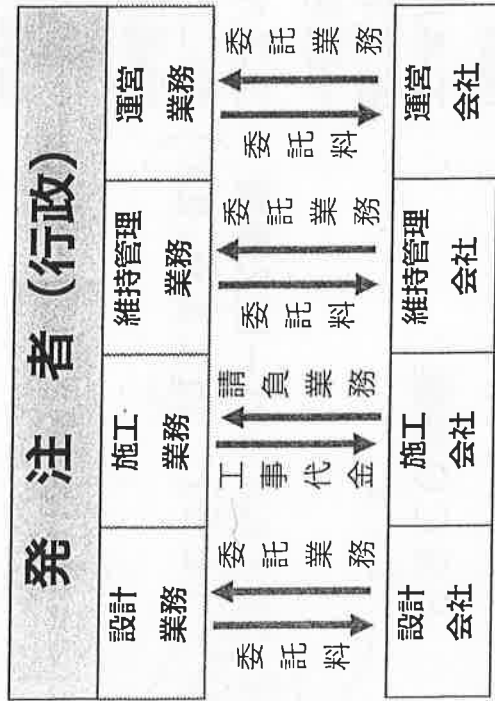 発注者(行政)
設計
業務
施工
業務
維持管理
業務
運営
業務
委託料
委託業務
工事代金
請負業務
委託料
委託業務
委託料
委託業務
設計
会社
施工
会社
維持管理
会社
運営
会社